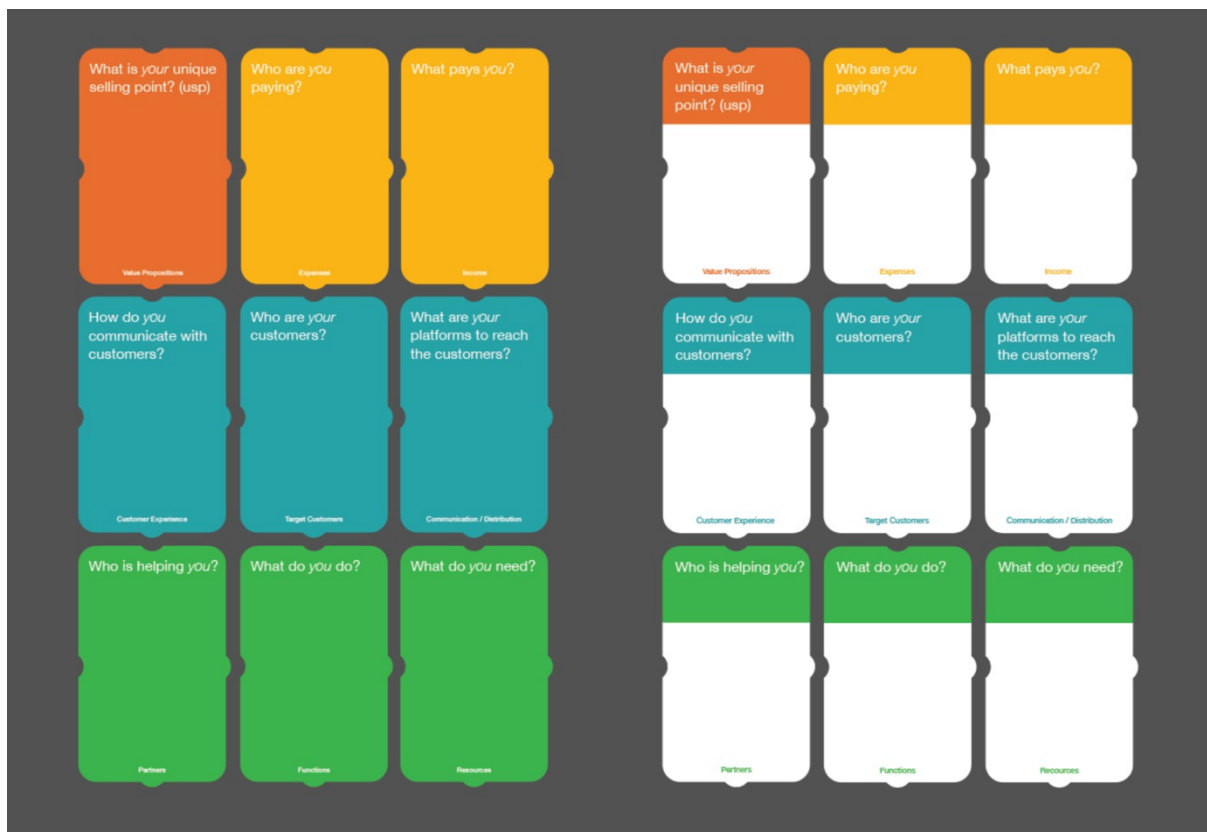 What is your unique
selling point? (usp)
Value Propositions
Who are you
paying?
Expenses
What pays you?
Income
How do you
communicate with
customers?
Customer Experience
Who are your
customers?
Target Customers
What are your
platforms to reach
the customers?
Communication / Distribution
Who is helping you?
Partners
What do you do?
Functions
What do you need?
Resources
What is your
unique selling
point? (usp)
Value Propositions
Who are you
paying?
Expenses
What pays you?
Income
How do you
communicate with
customers?
Customer Experience
Who are your
customers?
Target Customers
What are your
platforms to reach
the customers?
Communication / Distribution
Who is helping you?
Partners
What do you do?
Functions
What do you need?
Recources